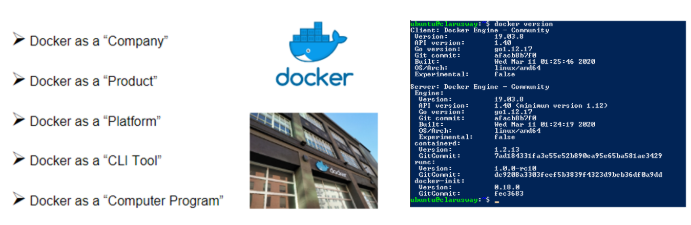 ➢ Docker as a “Company”
➢ Docker as a “Product”
➢ Docker as a “Platform”
➢ Docker as a “CLI Tool”
➢ Docker as a “Computer Program”
docker
docker
ubuntu@clarusway: $ docker version
Client: Docker Engine - Community
Version: 19.03.8
API version: 1.40
Go version: go1.12.17
Git commit: afacb8b7f0
Built: Wed Mar 11 01:25:46 2020
OS/Arch: linux/amd64
Experimental: false
Server: Docker Engine - Community
Engine:
Version: 19.03.8
API version: 1.40 (minimum version 1.12)
Go version: go1.12.17
Git commit: afacb8b7f0
Built: Wed Mar 11 01:24:19 2020
OS/Arch: linux/amd64
Experimental: false
containerd:
Version: 1.2.13
GitCommit: 7ad184331fa3e55e52b890ea95e65ba581ae3429
runc:
Version: 1.0.0-rc10
GitCommit: dc9208a3303feef5b3839f4323d9beb36df0a9dd
docker-init:
Version: 0.18.0
GitCommit: fec3683
ubuntu@clarusway: $